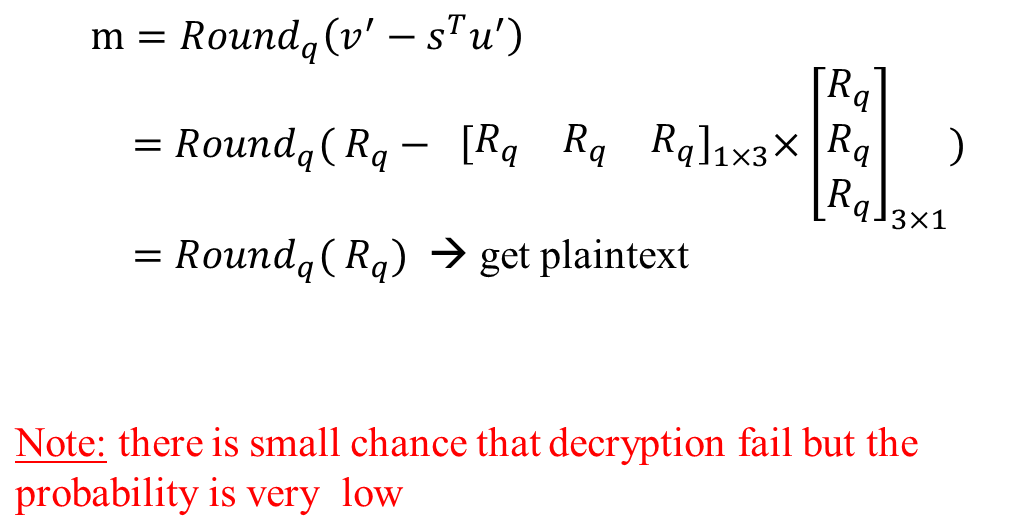 m = Round_q(v′ − s^T u′)
= Round_q( R_q − [R_q R_q R_q]_{1×3} × [R_q R_q R_q]_{3×1} )
= Round_q( R_q) → get plaintext
Note: there is small chance that decryption fail but the
probability is very low